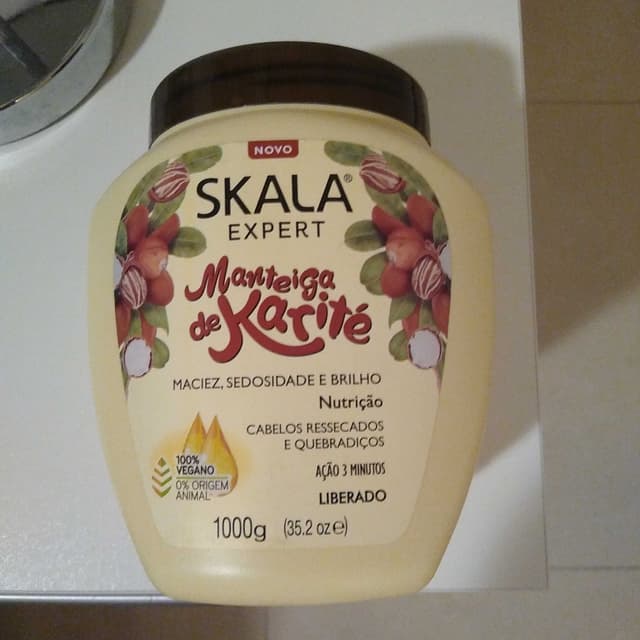 NOVO
SKALA®
EXPERT
Manteiga
de Karité
MACIEZ, SEDOSIDADE E BRILHO
Nutrição
CABELOS RESSECADOS
E QUEBRADIÇOS
100%
VEGANO
0% ORIGEM
ANIMAL
AÇÃO 3 MINUTOS
LIBERADO
1000g (35.2 oz℮)